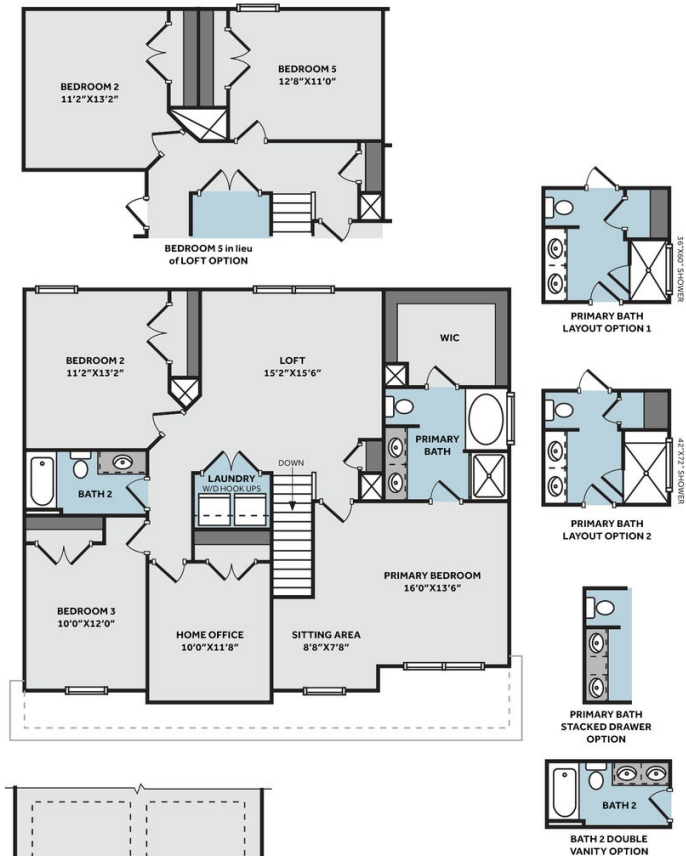 BEDROOM 2
11'2"X13'2"
BEDROOM 5
12'8"X11'0"
BEDROOM 5 in lieu
of LOFT OPTION
36"X60" SHOWER
PRIMARY BATH
LAYOUT OPTION 1
BEDROOM 2
11'2"X13'2"
LOFT
15'2"X15'6"
WIC
PRIMARY
BATH
LAUNDRY
W/D HOOK UPS
DOWN
BATH 2
42"X72" SHOWER
PRIMARY BATH
LAYOUT OPTION 2
BEDROOM 3
10'0"X12'0"
HOME OFFICE
10'0"X11'8"
SITTING AREA
8'8"X7'8"
PRIMARY BEDROOM
16'0"X13'6"
PRIMARY BATH
STACKED DRAWER
OPTION
BATH 2
BATH 2 DOUBLE
VANITY OPTION